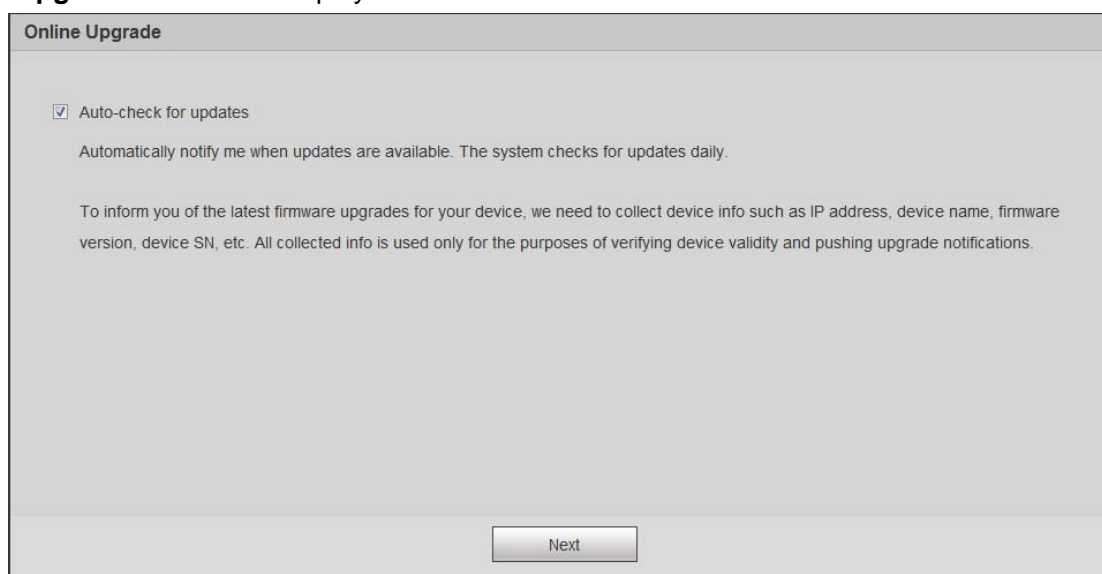 Online Upgrade
Auto-check for updates
Automatically notify me when updates are available. The system checks for updates daily.
To inform you of the latest firmware upgrades for your device, we need to collect device info such as IP address, device name, firmware
version, device SN, etc. All collected info is used only for the purposes of verifying device validity and pushing upgrade notifications.
Next